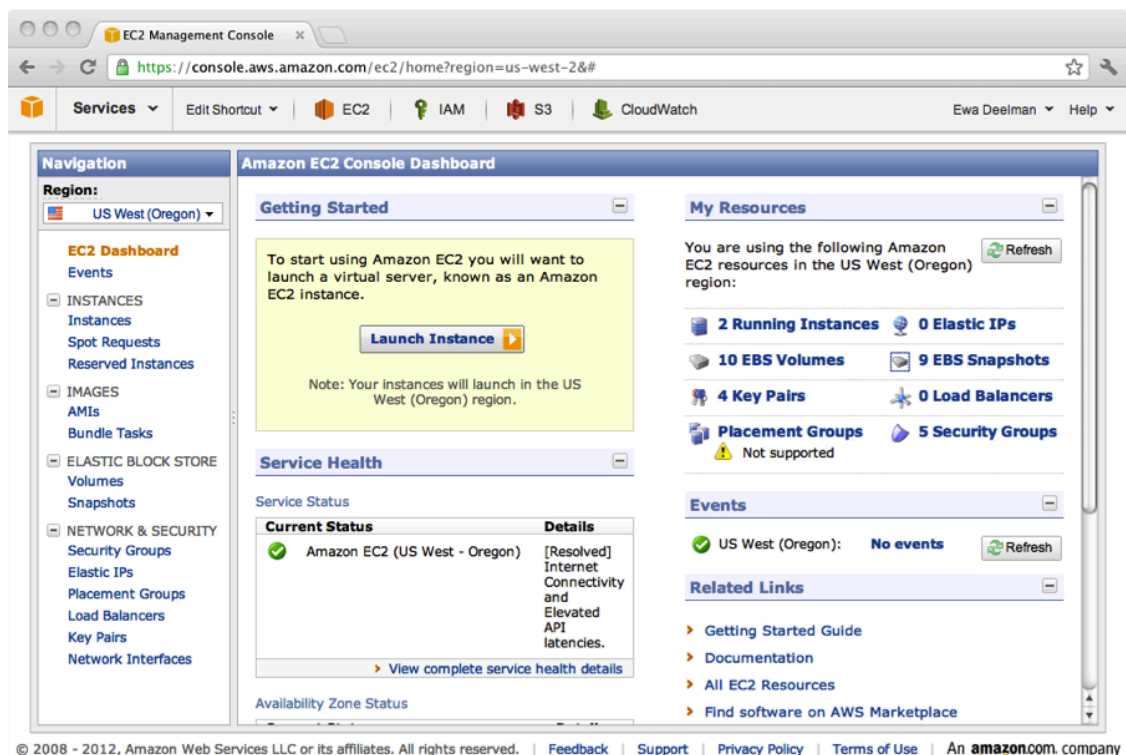 EC2 Management Console
https://console.aws.amazon.com/ec2/home?region=us-west-2&#
Services
Edit Shortcut
EC2
IAM
S3
CloudWatch
Ewa Deelman
Help
Navigation
Region:
US West (Oregon)
EC2 Dashboard
Events
INSTANCES
Instances
Spot Requests
Reserved Instances
IMAGES
AMIs
Bundle Tasks
ELASTIC BLOCK STORE
Volumes
Snapshots
NETWORK & SECURITY
Security Groups
Elastic IPs
Placement Groups
Load Balancers
Key Pairs
Network Interfaces
Amazon EC2 Console Dashboard
Getting Started
To start using Amazon EC2 you will want to
launch a virtual server, known as an Amazon
EC2 instance.
Launch Instance
Note: Your instances will launch in the US
West (Oregon) region.
Service Health
Service Status
Current Status Details
Amazon EC2 (US West - Oregon) [Resolved]
Internet
Connectivity
and
Elevated
API
latencies.
View complete service health details
Availability Zone Status
My Resources
You are using the following Amazon
EC2 resources in the US West (Oregon)
region:
Refresh
2 Running Instances 0 Elastic IPs
10 EBS Volumes 9 EBS Snapshots
4 Key Pairs 0 Load Balancers
Placement Groups 5 Security Groups
Not supported
Events
US West (Oregon): No events Refresh
Related Links
Getting Started Guide
Documentation
All EC2 Resources
Find software on AWS Marketplace
© 2008 - 2012, Amazon Web Services LLC or its affiliates. All rights reserved. | Feedback | Support | Privacy Policy | Terms of Use | An amazon.com. company